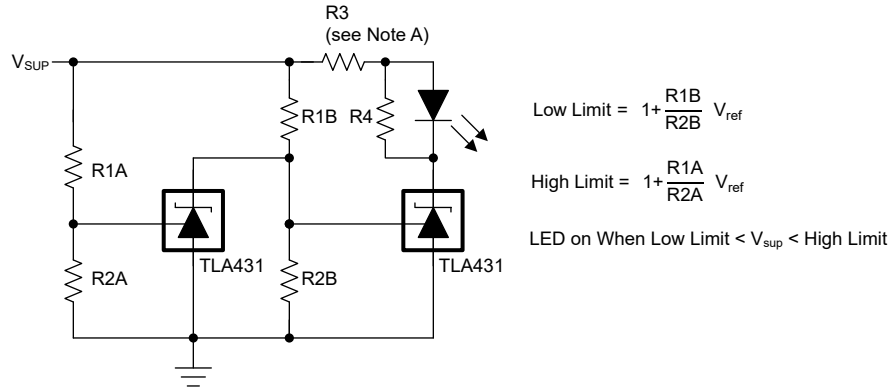 R3
(see Note A)
V_SUP
R1B
R4
R1A
TLA431
R2A
R2B
TLA431
Low Limit = 1+ R1B/R2B V_ref
High Limit = 1+ R1A/R2A V_ref
LED on When Low Limit < V_sup < High Limit